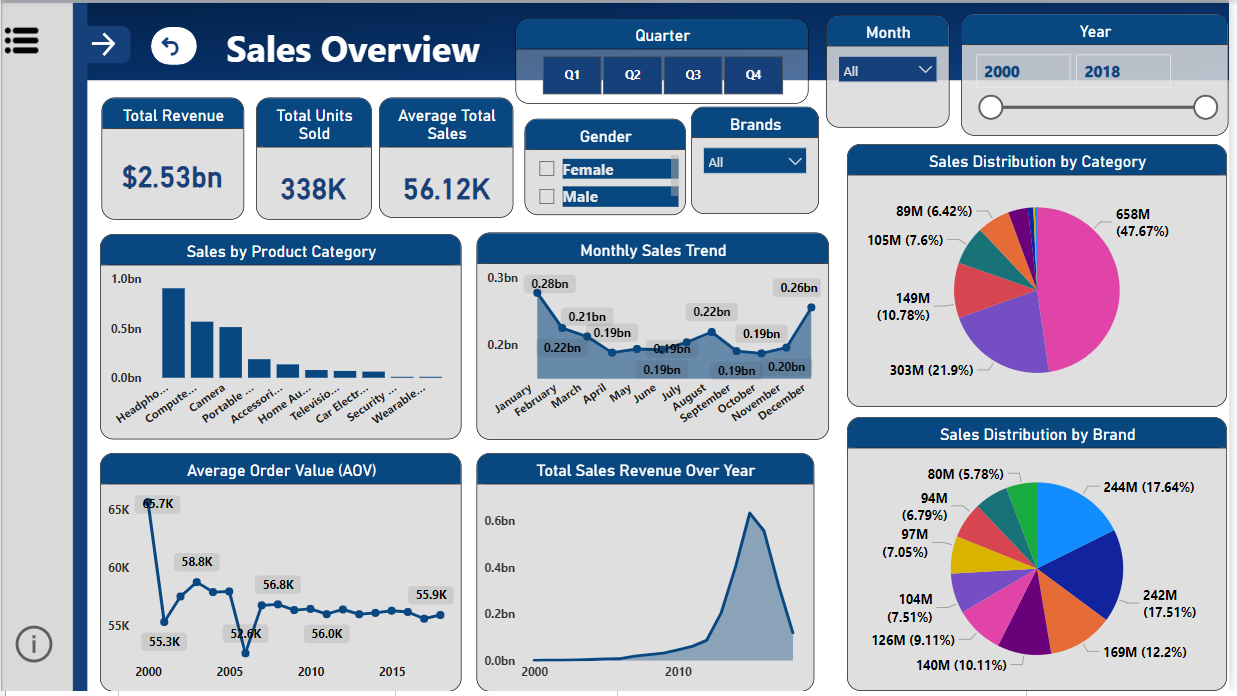 Sales Overview
Quarter
Q1 Q2 Q3 Q4
Month
All
Year
2000 2018
Total Revenue
$2.53bn
Total Units
Sold
338K
Average Total
Sales
56.12K
Gender
Female
Male
Brands
All
Sales by Product Category
1.0bn
0.5bn
0.0bn
Headpho...
Compute...
Camera
Portable ...
Accessori...
Home Au...
Televisio...
Car Electr...
Security ...
Wearable...
Monthly Sales Trend
0.3bn
0.2bn
0.28bn
0.22bn
0.21bn
0.19bn
0.19bn
0.19bn
0.22bn
0.19bn
0.19bn
0.20bn
0.26bn
January
February
March
April
May
June
July
August
September
October
November
December
Sales Distribution by Category
658M
(47.67%)
303M (21.9%)
149M
(10.78%)
105M (7.6%)
89M (6.42%)
Average Order Value (AOV)
65K
60K
55K
65.7K
55.3K
58.8K
52.6K
56.8K
56.0K
55.9K
2000 2005 2010 2015
Total Sales Revenue Over Year
0.6bn
0.4bn
0.2bn
0.0bn
2000 2010
Sales Distribution by Brand
244M (17.64%)
242M
(17.51%)
169M (12.2%)
140M (10.11%)
126M (9.11%)
104M
(7.51%)
97M
(7.05%)
94M
(6.79%)
80M (5.78%)
i